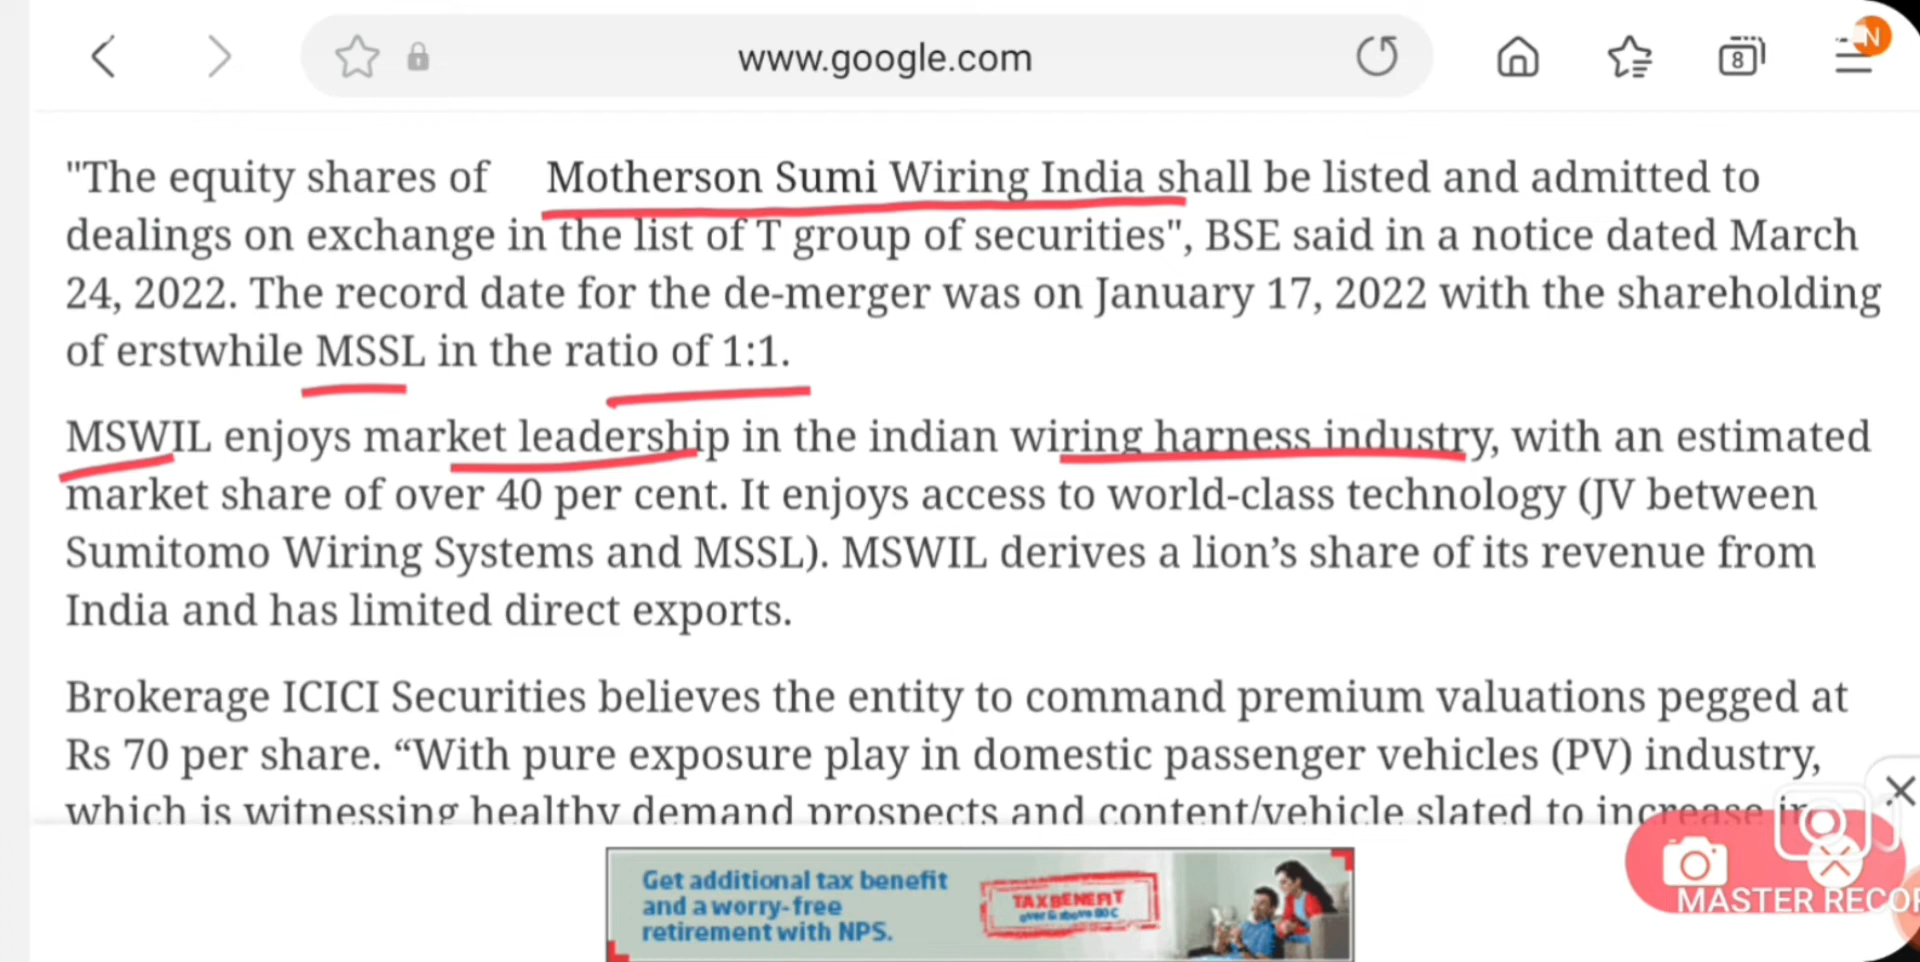 www.google.com
8
N
"The equity shares of Motherson Sumi Wiring India shall be listed and admitted to
dealings on exchange in the list of T group of securities", BSE said in a notice dated March
24, 2022. The record date for the de-merger was on January 17, 2022 with the shareholding
of erstwhile MSSL in the ratio of 1:1.
MSWIL enjoys market leadership in the indian wiring harness industry, with an estimated
market share of over 40 per cent. It enjoys access to world-class technology (JV between
Sumitomo Wiring Systems and MSSL). MSWIL derives a lion’s share of its revenue from
India and has limited direct exports.
Brokerage ICICI Securities believes the entity to command premium valuations pegged at
Rs 70 per share. “With pure exposure play in domestic passenger vehicles (PV) industry,
which is witnessing healthy demand prospects and content/vehicle slated to increase in
Get additional tax benefit
and a worry-free
retirement with NPS.
TAX BENEFIT
over & above 80C
MASTER RECOR